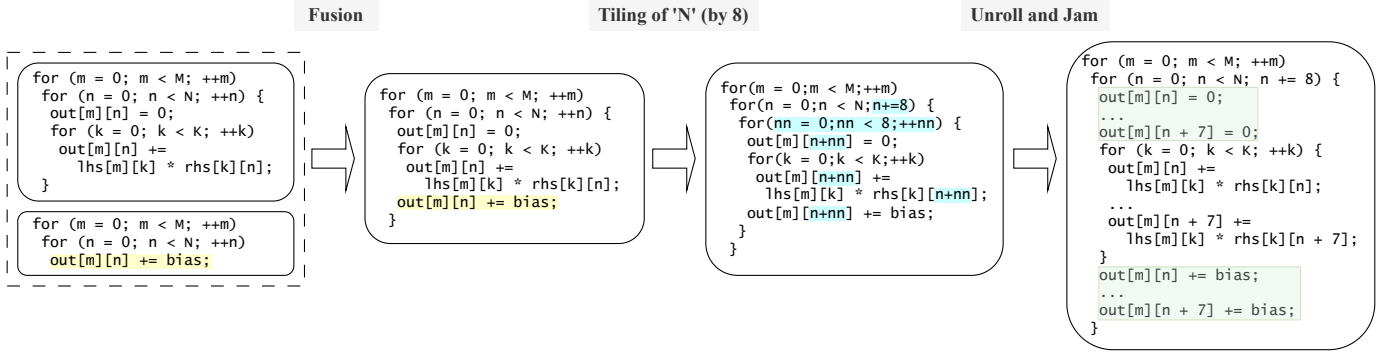 Fusion
Tiling of 'N' (by 8)
Unroll and Jam
for (m = 0; m < M; ++m)
for (n = 0; n < N; ++n) {
out[m][n] = 0;
for (k = 0; k < K; ++k)
out[m][n] +=
lhs[m][k] * rhs[k][n];
}
for (m = 0; m < M; ++m)
for (n = 0; n < N; ++n)
out[m][n] += bias;
for (m = 0; m < M; ++m)
for (n = 0; n < N; ++n) {
out[m][n] = 0;
for (k = 0; k < K; ++k)
out[m][n] +=
lhs[m][k] * rhs[k][n];
out[m][n] += bias;
}
for(m = 0;m < M;++m)
for(n = 0;n < N;n+=8) {
for(nn = 0;nn < 8;++nn) {
out[m][n+nn] = 0;
for(k = 0;k < K;++k)
out[m][n+nn] +=
lhs[m][k] * rhs[k][n+nn];
out[m][n+nn] += bias;
}
}
for (m = 0; m < M; ++m)
for (n = 0; n < N; n += 8) {
out[m][n] = 0;
...
out[m][n + 7] = 0;
for (k = 0; k < K; ++k) {
out[m][n] +=
lhs[m][k] * rhs[k][n];
...
out[m][n + 7] +=
lhs[m][k] * rhs[k][n + 7];
}
out[m][n] += bias;
...
out[m][n + 7] += bias;
}